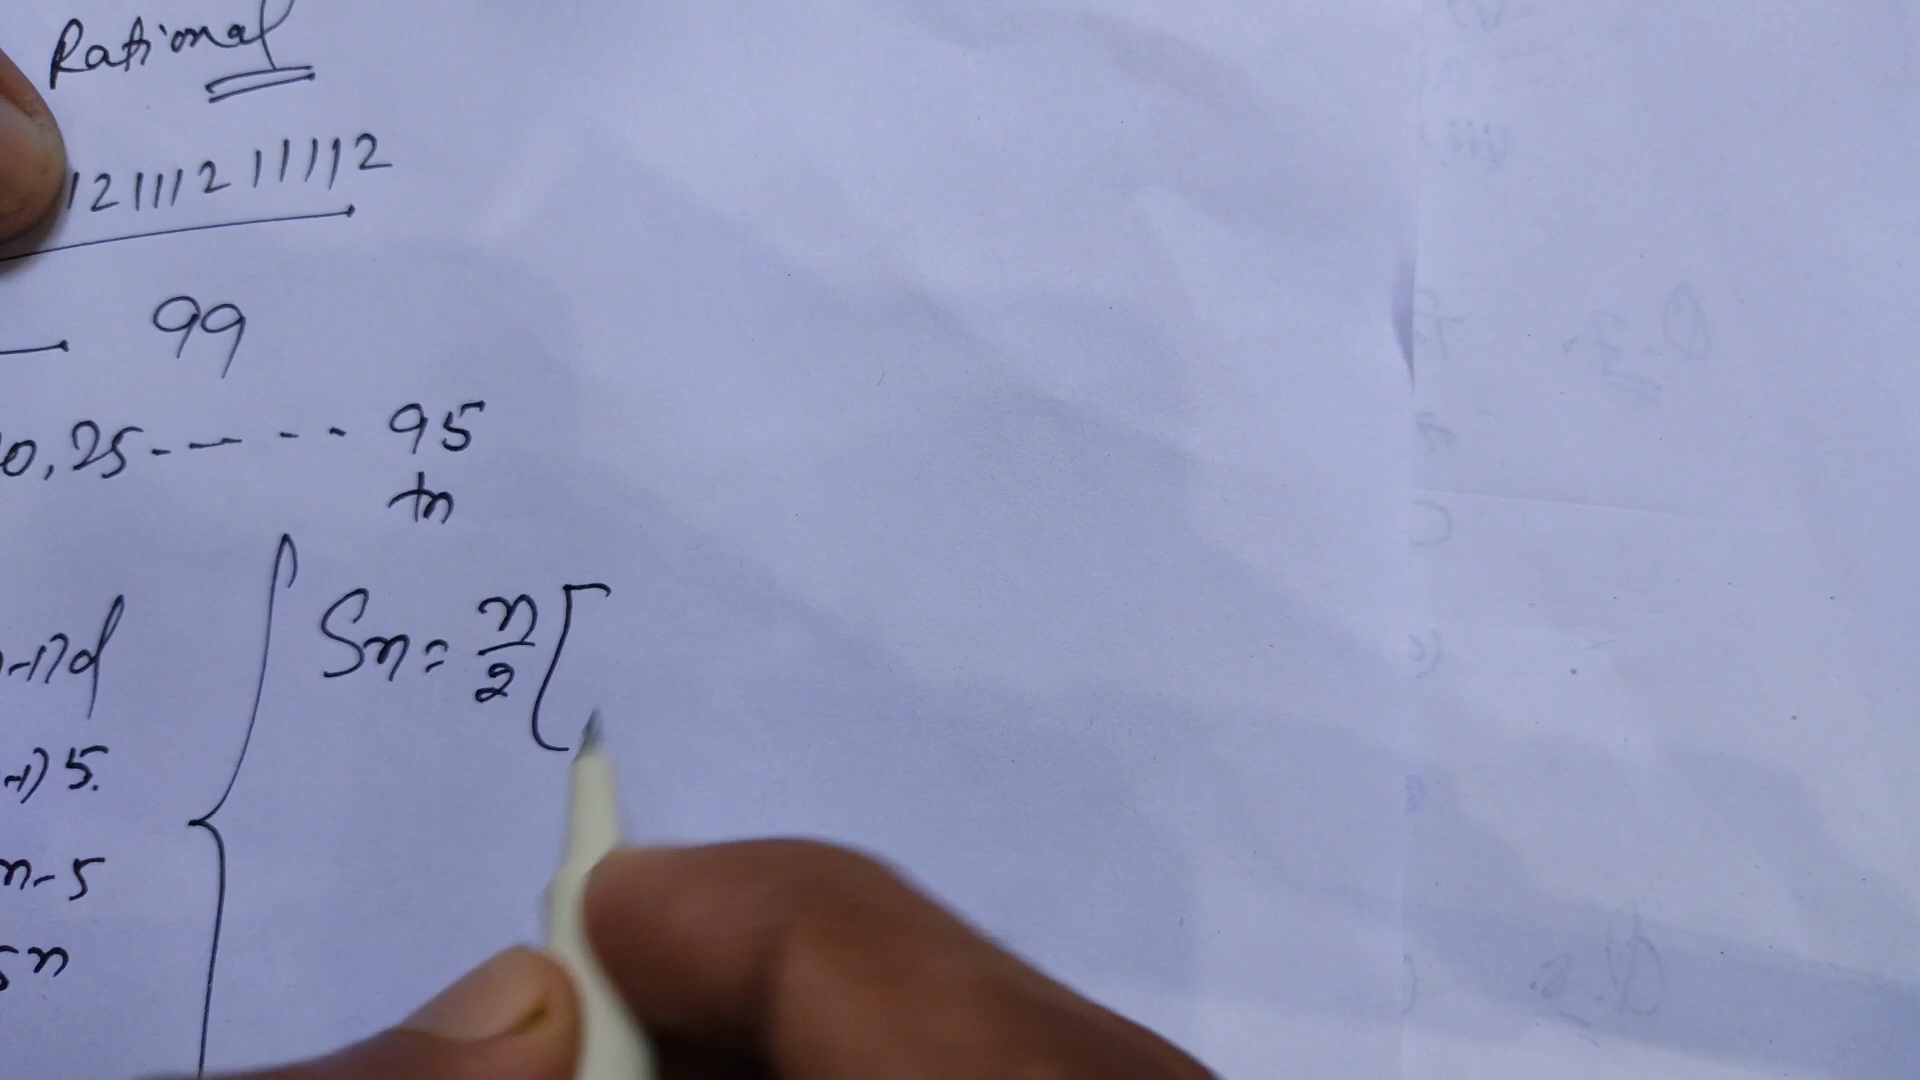 Rational
12111211112
— 99
0, 25 - — - - - 95
tn
Sn = n/2 [
-1)d
-1) 5.
n-5
5n